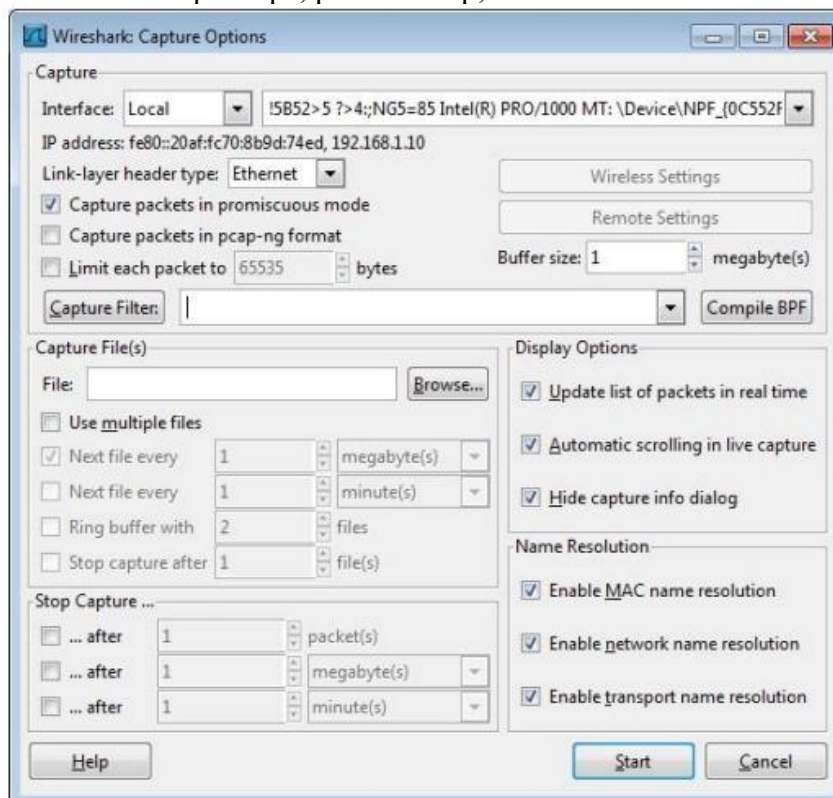 Wireshark: Capture Options
Capture
Interface: Local !5B52>5 ?>4:;NG5=85 Intel(R) PRO/1000 MT: \Device\NPF_{0C552F
IP address: fe80::20af:fc70:8b9d:74ed, 192.168.1.10
Link-layer header type: Ethernet
Wireless Settings
Capture packets in promiscuous mode
Remote Settings
Capture packets in pcap-ng format
Limit each packet to 65535 bytes
Buffer size: 1 megabyte(s)
Capture Filter: Compile BPF
Capture File(s)
File: Browse...
Use multiple files
Next file every 1 megabyte(s)
Next file every 1 minute(s)
Ring buffer with 2 files
Stop capture after 1 file(s)
Stop Capture ...
... after 1 packet(s)
... after 1 megabyte(s)
... after 1 minute(s)
Display Options
Update list of packets in real time
Automatic scrolling in live capture
Hide capture info dialog
Name Resolution
Enable MAC name resolution
Enable network name resolution
Enable transport name resolution
Help Start Cancel